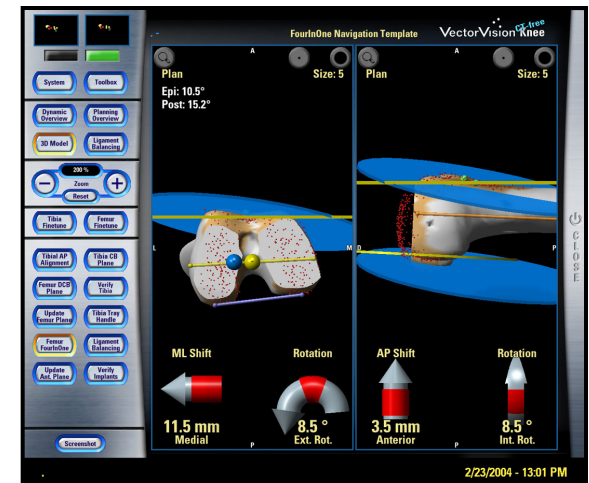 FourInOne Navigation Template
VectorVision Knee
CT-free
System
Toolbox
Dynamic
Overview
Planning
Overview
3D Model
Ligament
Balancing
200 %
Zoom
Reset
Tibia
Finetune
Femur
Finetune
Tibial AP
Alignment
Tibia CB
Plane
Femur DCB
Plane
Verify
Tibia
Update
Femur Plane
Tibia Tray
Handle
Femur
FourInOne
Ligament
Balancing
Update
Ant. Plane
Verify
Implants
Screenshot
A
Plan
Size: 5
Epi: 10.5°
Post: 15.2°
L
M
ML Shift
Rotation
11.5 mm
Medial
8.5 °
Ext. Rot.
P
A
Plan
Size: 5
D
P
AP Shift
Rotation
3.5 mm
Anterior
8.5 °
Int. Rot.
P
CLOSE
2/23/2004 - 13:01 PM